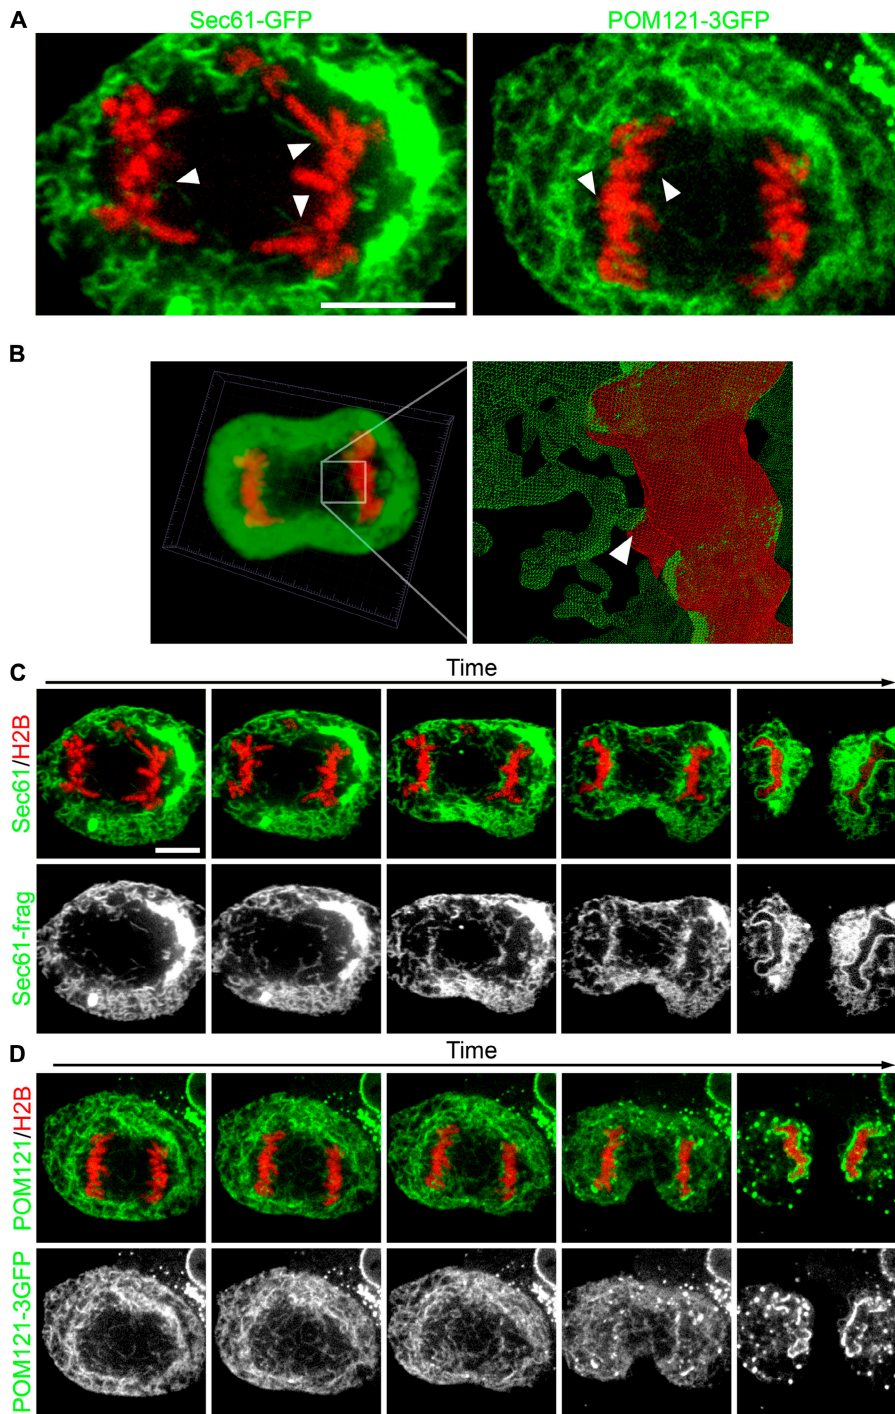 A
Sec61-GFP
POM121-3GFP
B
C
Time
Sec61/H2B
Sec61-frag
D
Time
POM121/H2B
POM121-3GFP